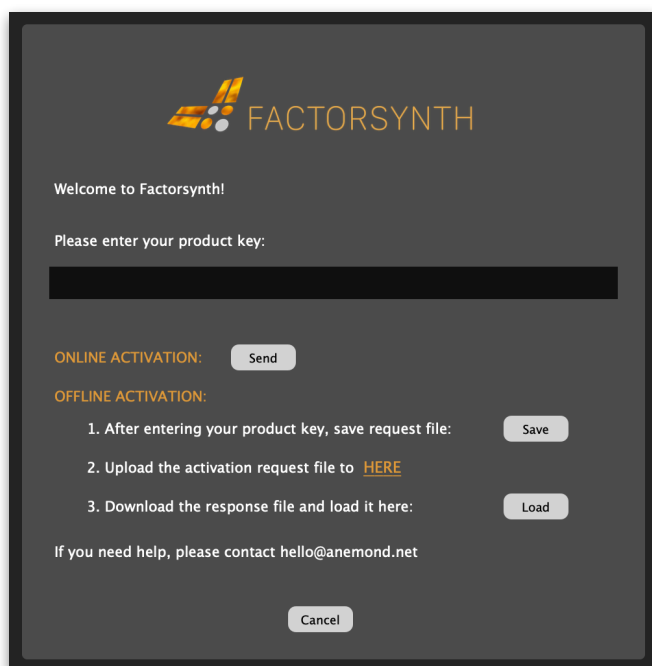 FACTORSYNTH
Welcome to Factorsynth!
Please enter your product key:
ONLINE ACTIVATION: Send
OFFLINE ACTIVATION:
1. After entering your product key, save request file: Save
2. Upload the activation request file to HERE
3. Download the response file and load it here: Load
If you need help, please contact hello@anemond.net
Cancel